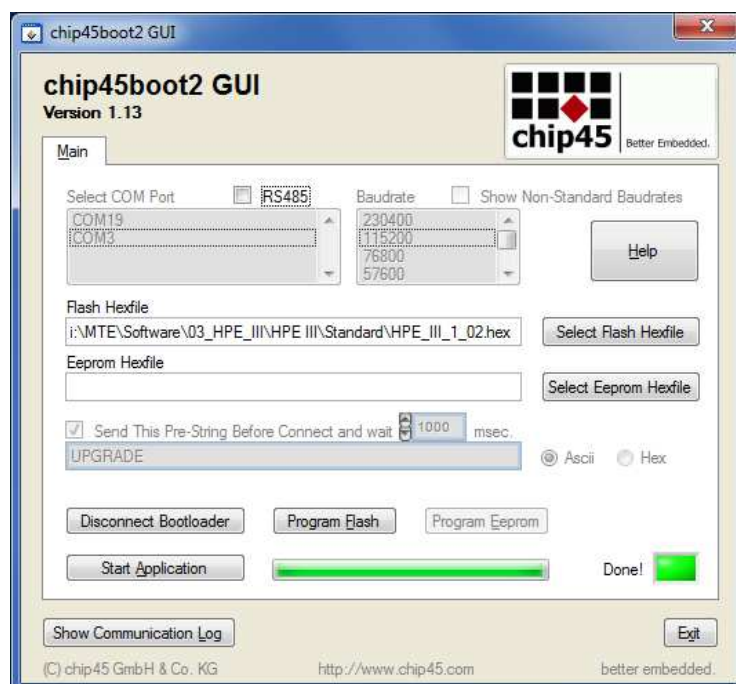 chip45boot2 GUI
chip45boot2 GUI
Version 1.13
chip45 Better Embedded.
Main
Select COM Port RS485 Baudrate Show Non-Standard Baudrates
COM19 230400
COM3 115200
76800
57600
Help
Flash Hexfile
i:\MTE\Software\03_HPE_III\HPE III\Standard\HPE_III_1_02.hex Select Flash Hexfile
Eeprom Hexfile
Select Eeprom Hexfile
Send This Pre-String Before Connect and wait 1000 msec.
UPGRADE Ascii Hex
Disconnect Bootloader Program Flash Program Eeprom
Start Application Done!
Show Communication Log Exit
(C) chip45 GmbH & Co. KG http://www.chip45.com better embedded.